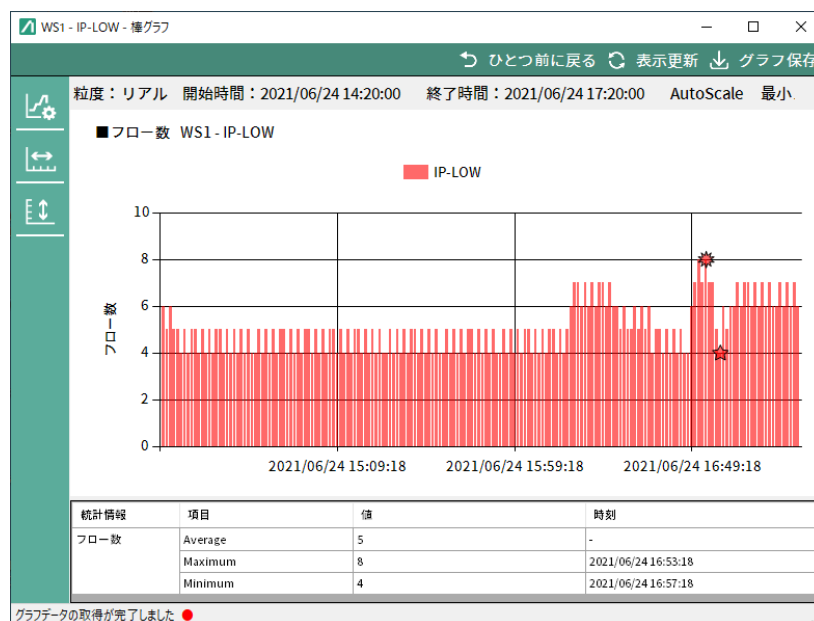 WS1 - IP-LOW - 棒グラフ
ひとつ前に戻る 表示更新 グラフ保存
粒度：リアル 開始時間：2021/06/24 14:20:00 終了時間：2021/06/24 17:20:00 AutoScale 最小
■フロー数 WS1 - IP-LOW
IP-LOW
10
8
6
4
2
0
フロー数
2021/06/24 15:09:18 2021/06/24 15:59:18 2021/06/24 16:49:18
統計情報 項目 値 時刻
フロー数 Average 5 -
Maximum 8 2021/06/24 16:53:18
Minimum 4 2021/06/24 16:57:18
グラフデータの取得が完了しました